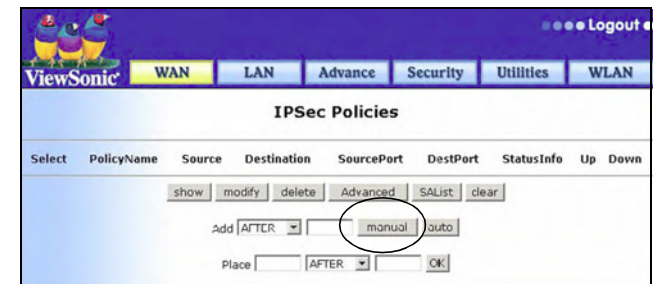 Logout
ViewSonic®
WAN LAN Advance Security Utilities WLAN
IPSec Policies
Select PolicyName Source Destination SourcePort DestPort StatusInfo Up Down
show modify delete Advanced SAList clear
Add AFTER manual auto
Place AFTER OK